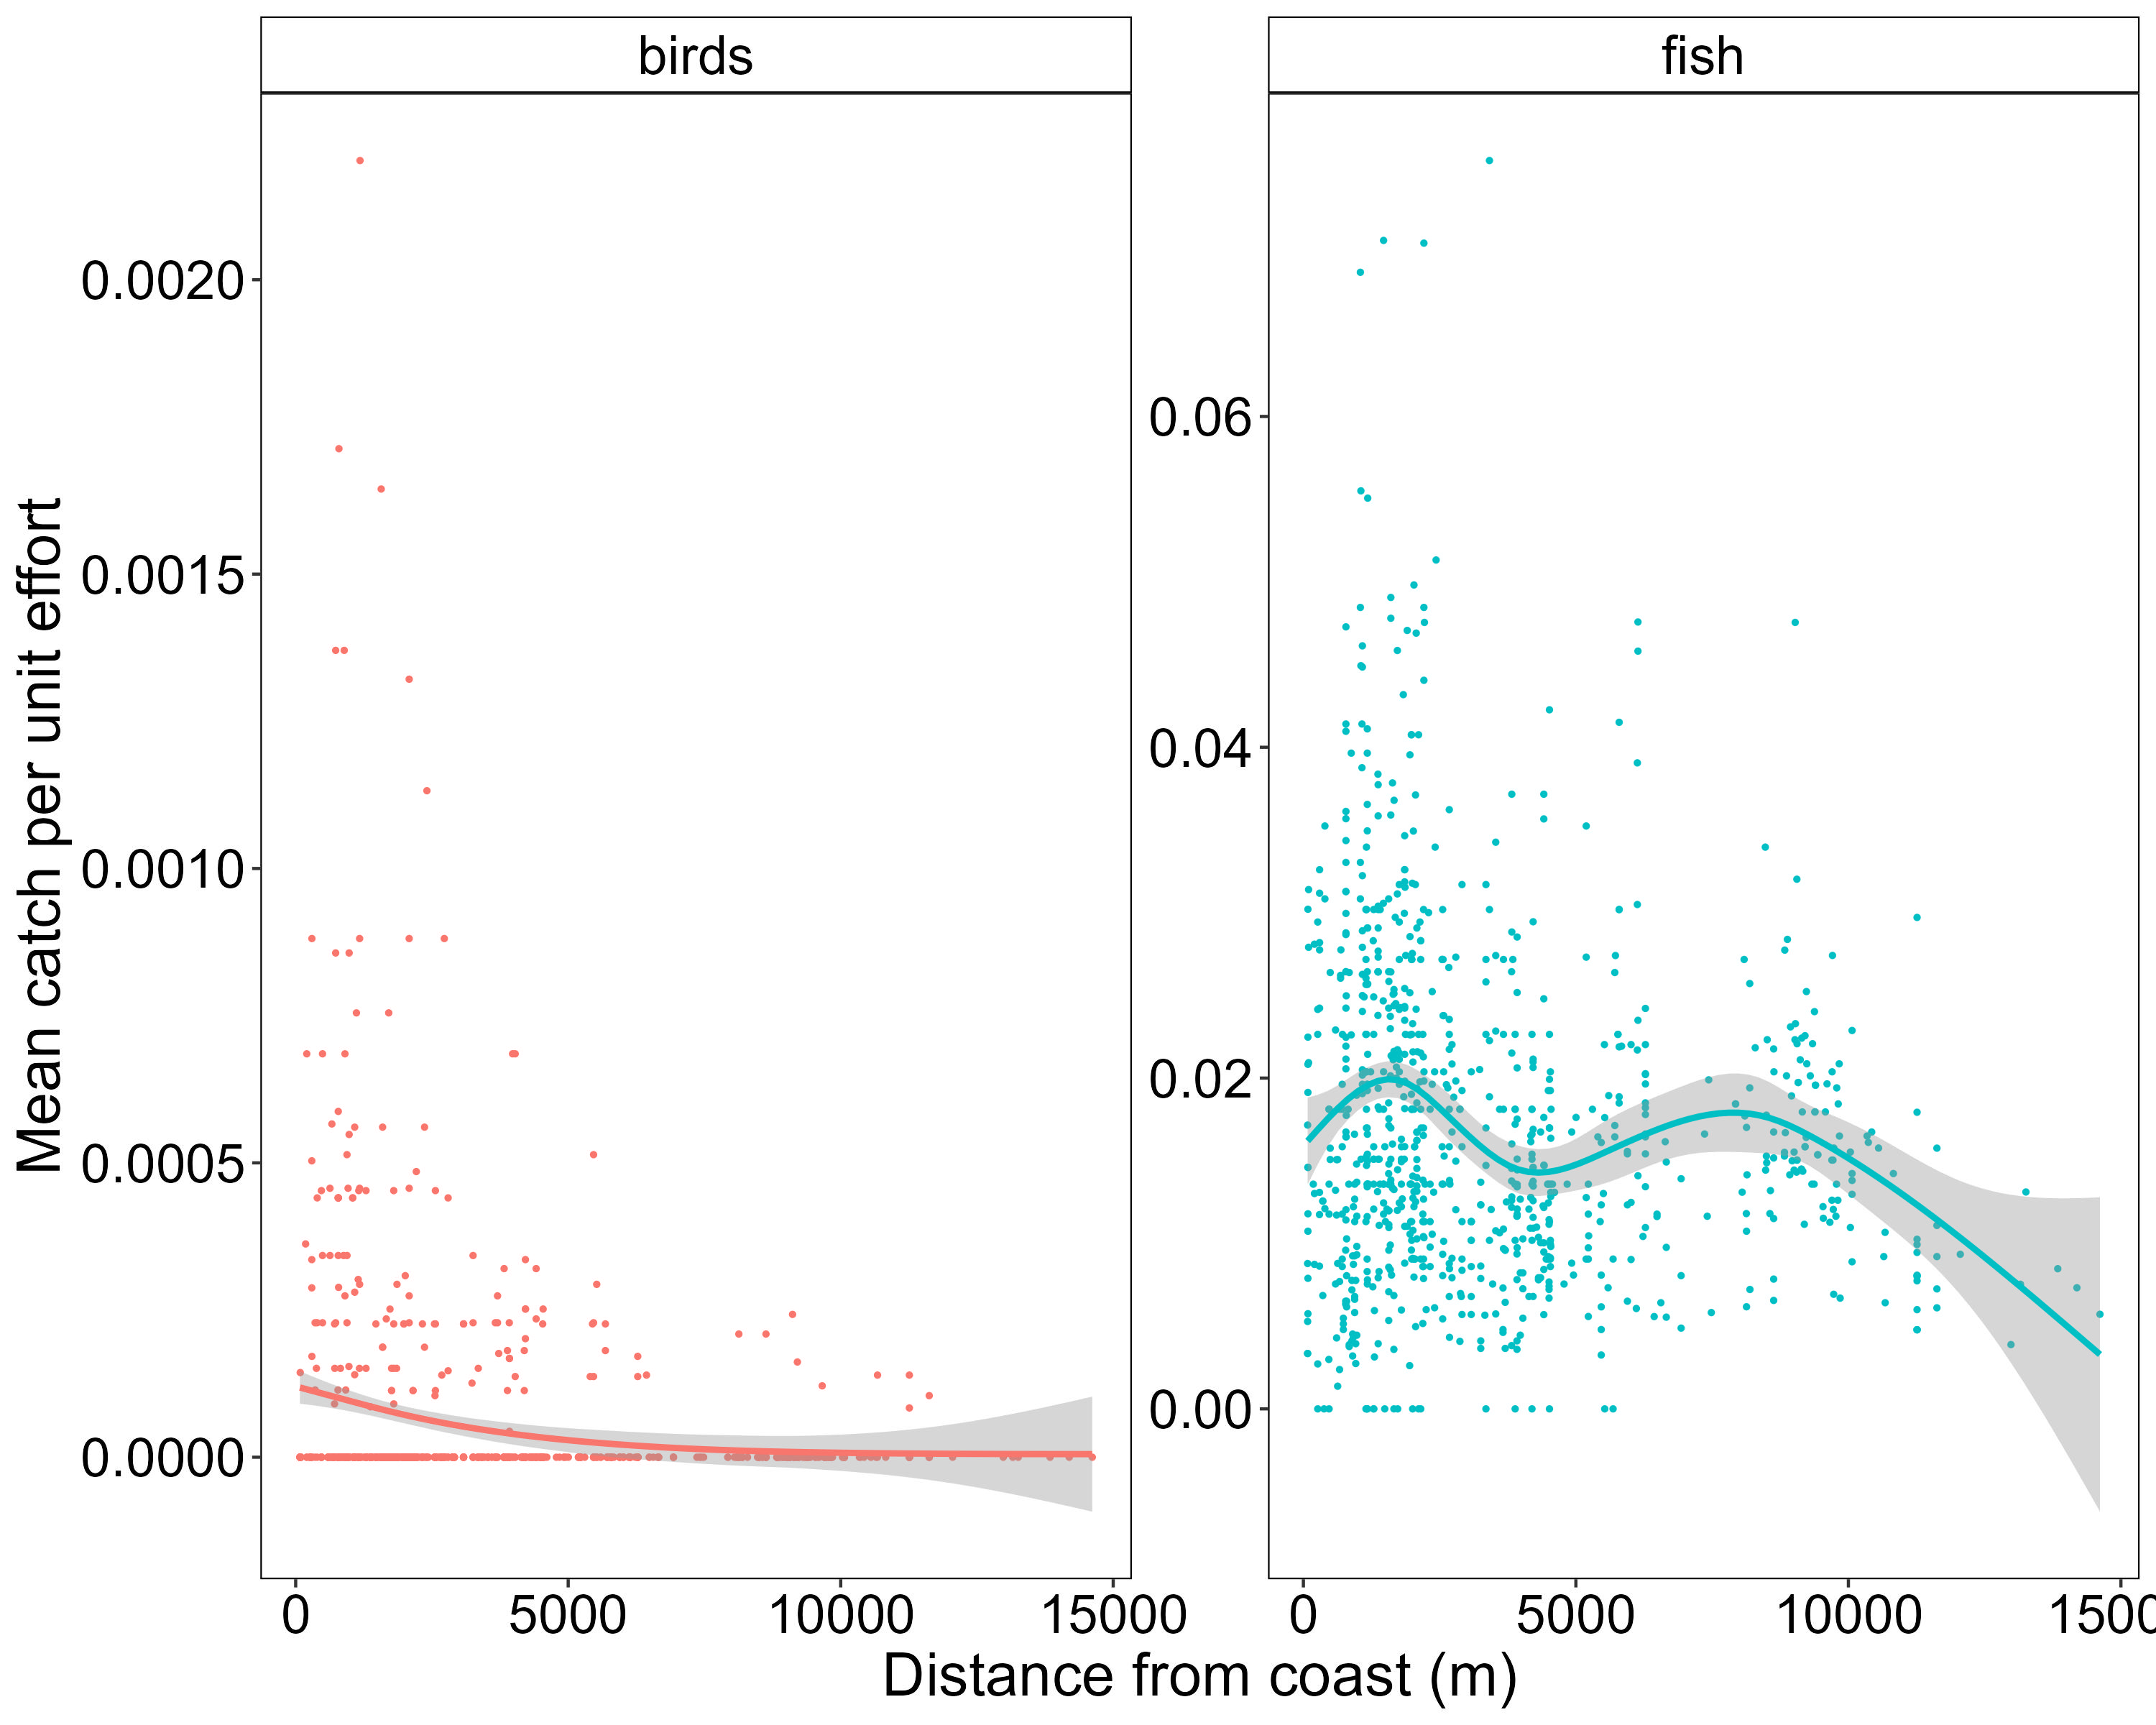 birds
fish
Mean catch per unit effort
0.0020
0.0015
0.0010
0.0005
0.0000
0.06
0.04
0.02
0.00
0 5000 10000 15000
0 5000 10000 1500
Distance from coast (m)